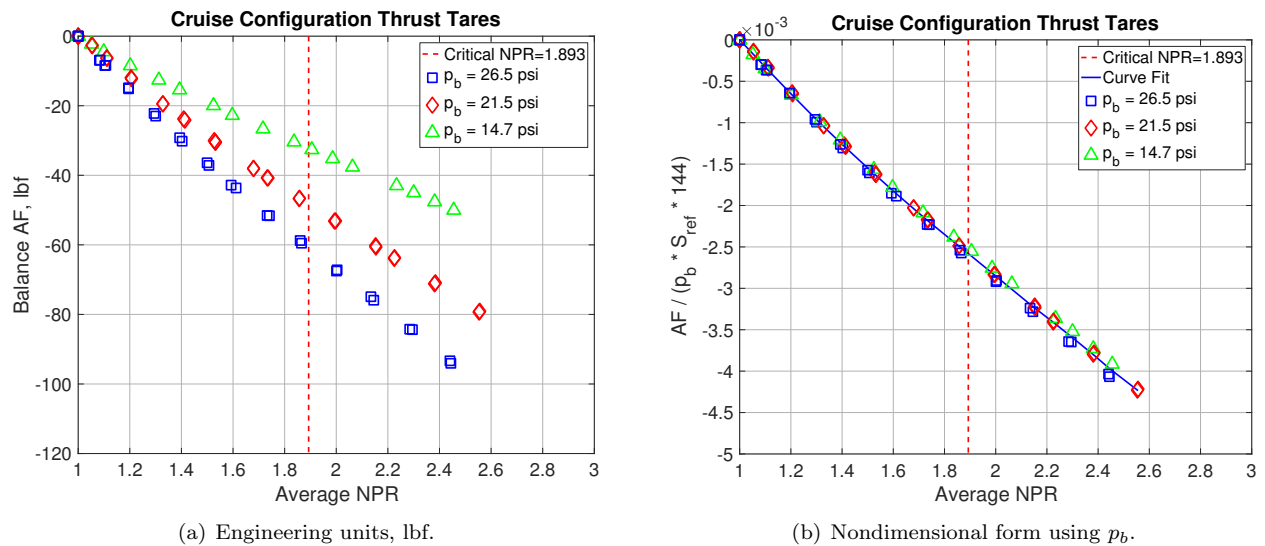 Cruise Configuration Thrust Tares
0
-20
-40
-60
-80
-100
-120
Balance AF, lbf
1
1.2
1.4
1.6
1.8
2
2.2
2.4
2.6
2.8
3
Average NPR
Critical NPR=1.893
p_b = 26.5 psi
p_b = 21.5 psi
p_b = 14.7 psi
(a) Engineering units, lbf.
Cruise Configuration Thrust Tares
×10^-3
0
-0.5
-1
-1.5
-2
-2.5
-3
-3.5
-4
-4.5
-5
AF / (p_b * S_ref * 144)
1
1.2
1.4
1.6
1.8
2
2.2
2.4
2.6
2.8
3
Average NPR
Critical NPR=1.893
Curve Fit
p_b = 26.5 psi
p_b = 21.5 psi
p_b = 14.7 psi
(b) Nondimensional form using p_b.